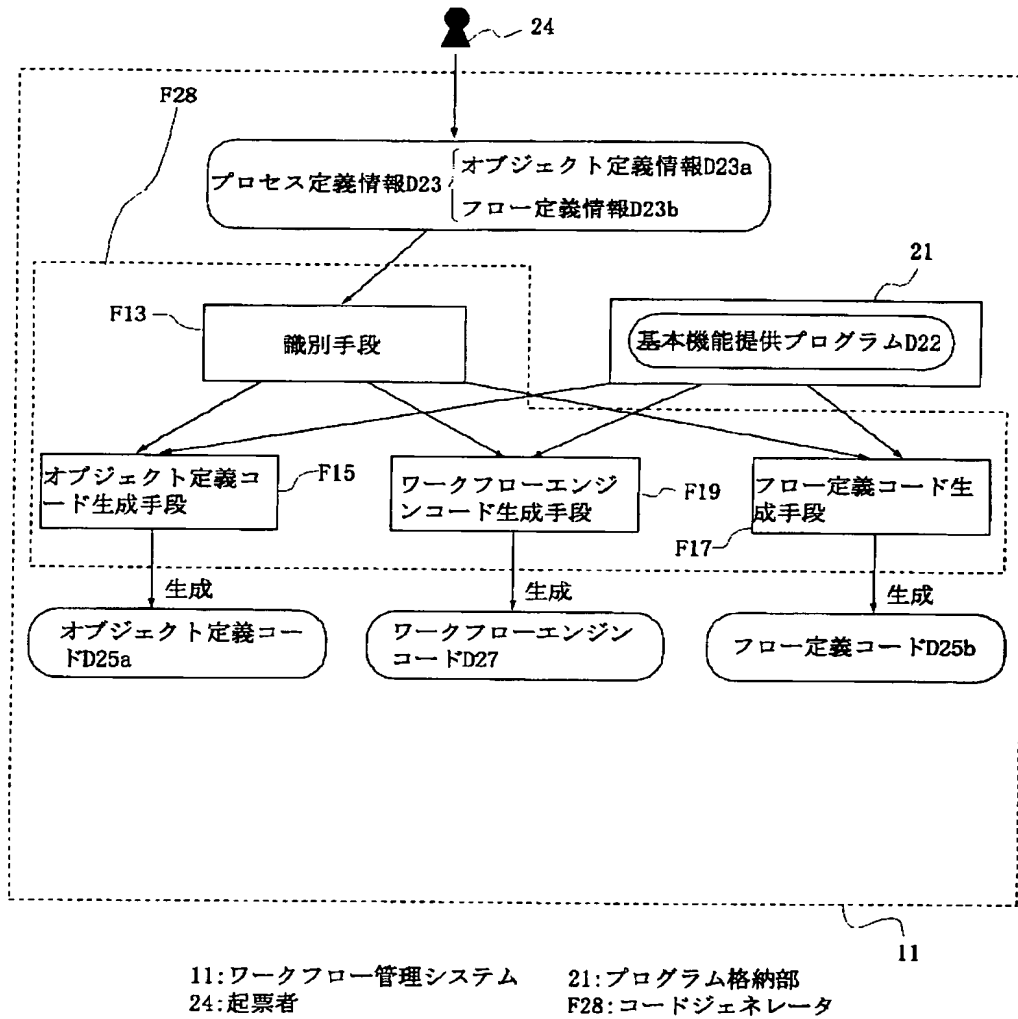 24
F28
プロセス定義情報D23
オブジェクト定義情報D23a
フロー定義情報D23b
21
F13
識別手段
基本機能提供プログラムD22
オブジェクト定義コ
ード生成手段
F15
ワークフローエンジ
ンコード生成手段
F19
フロー定義コード生
成手段
F17
生成
生成
生成
オブジェクト定義コー
ドD25a
ワークフローエンジン
コードD27
フロー定義コードD25b
11
11:ワークフロー管理システム 21:プログラム格納部
24:起票者 F28:コードジェネレータ